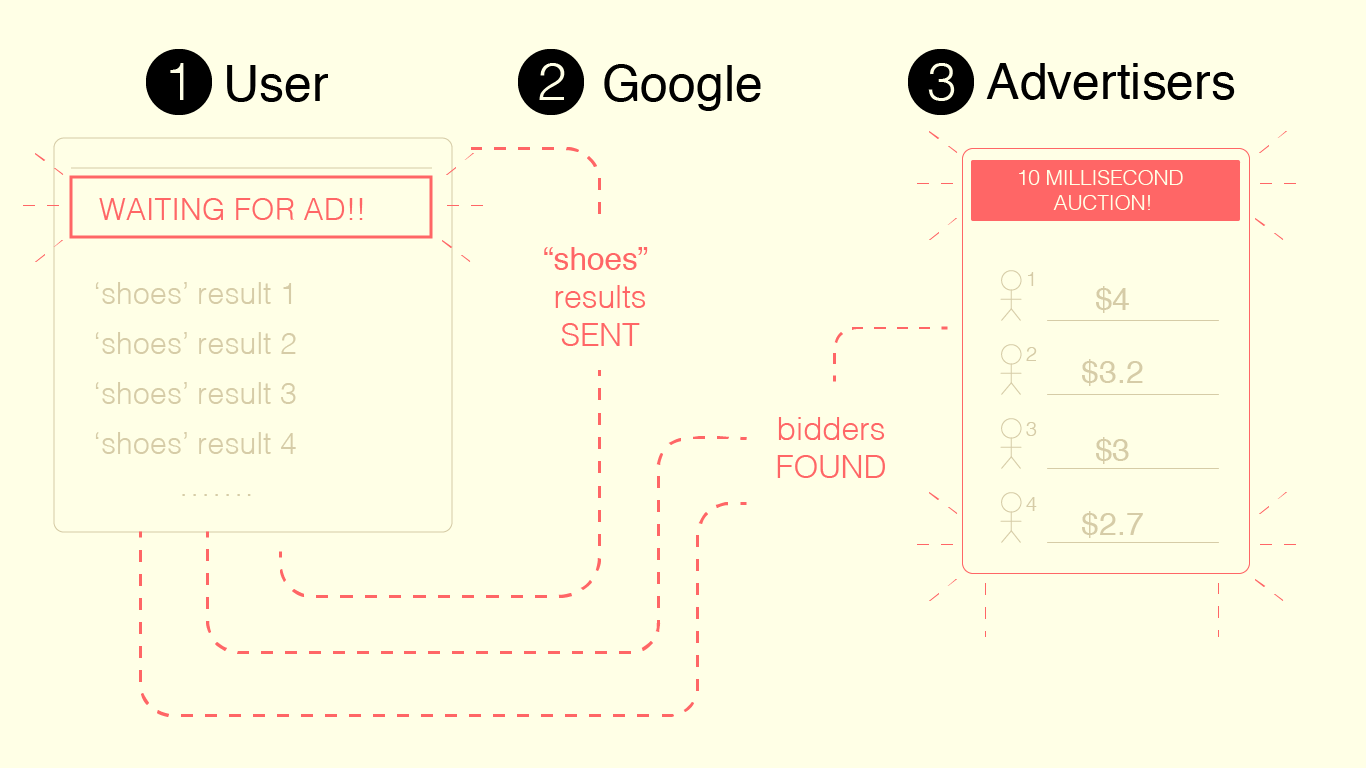 1 User
2 Google
3 Advertisers
WAITING FOR AD!!
‘shoes’ result 1
‘shoes’ result 2
‘shoes’ result 3
‘shoes’ result 4
.......
“shoes”
results
SENT
bidders
FOUND
10 MILLISECOND
AUCTION!
1 $4
2 $3.2
3 $3
4 $2.7